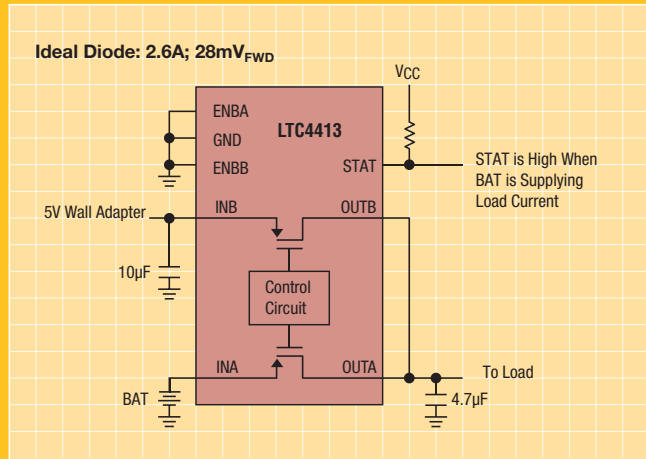 Ideal Diode: 2.6A; 28mVFWD
VCC
ENBA
LTC4413
GND
ENBB
STAT
STAT is High When
BAT is Supplying
Load Current
5V Wall Adapter
INB
OUTB
10µF
Control
Circuit
INA
OUTA
To Load
BAT
4.7µF